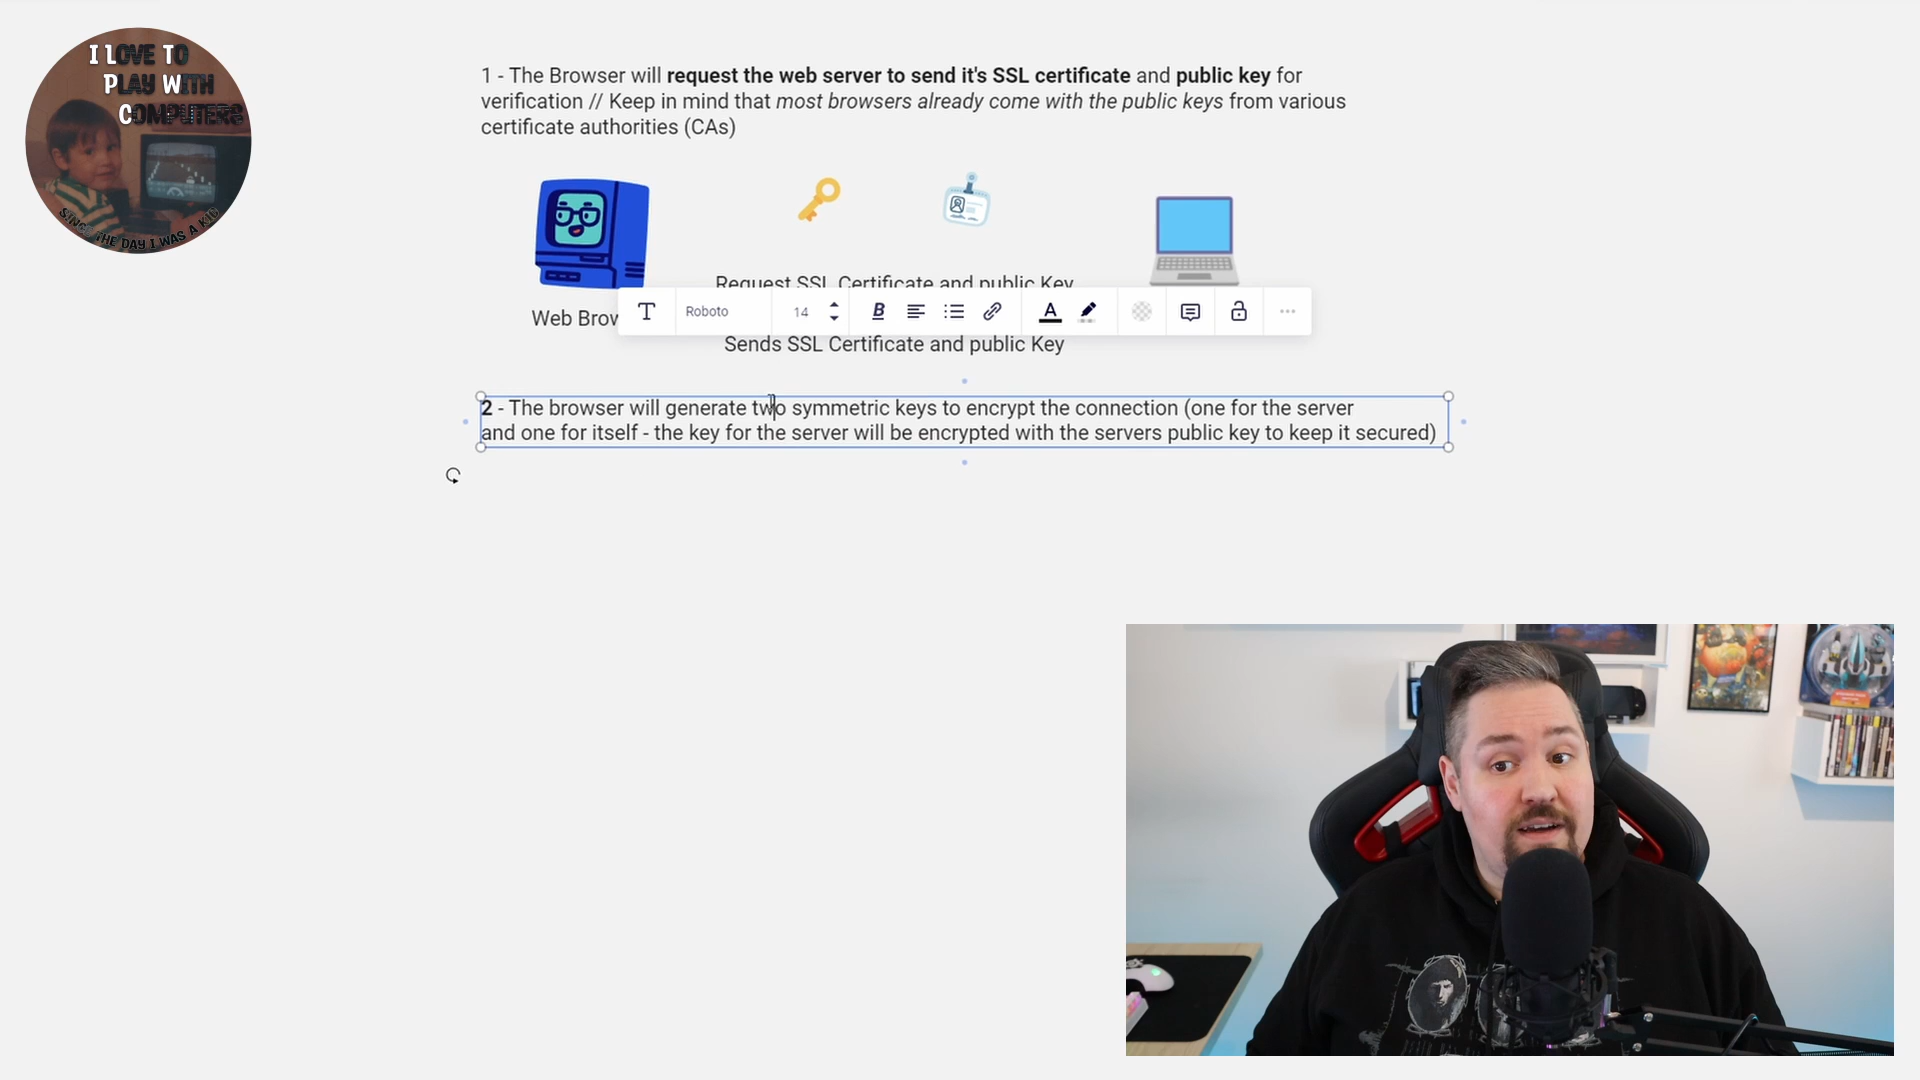 I LOVE TO
PLAY WITH
COMPUTERS
SINCE THE DAY I WAS A KID
1 - The Browser will request the web server to send it's SSL certificate and public key for
verification // Keep in mind that most browsers already come with the public keys from various
certificate authorities (CAs)
Request SSL Certificate and public Key
Roboto
14
Web Brow
Sends SSL Certificate and public Key
2 - The browser will generate two symmetric keys to encrypt the connection (one for the server
and one for itself - the key for the server will be encrypted with the servers public key to keep it secured)